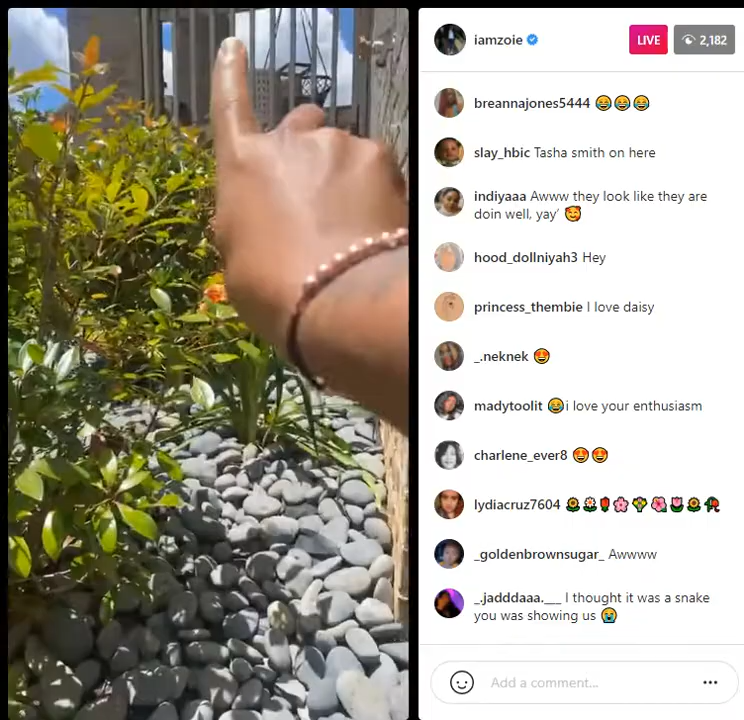 iamzoie
LIVE
2,182
breannajones5444 😂😂😂
slay_hbic Tasha smith on here
indiyaaa Awww they look like they are
doin well, yay' 🥰
hood_dollniyah3 Hey
princess_thembie I love daisy
_.neknek 😍
madytoolit 😂i love your enthusiasm
charlene_ever8 😍😍
lydiacruz7604 🌻🌼🌹🌸💐🌺🌷🌻🥀
_goldenbrownsugar_ Awwww
_.jadddaaa.___ I thought it was a snake
you was showing us 😭
Add a comment...